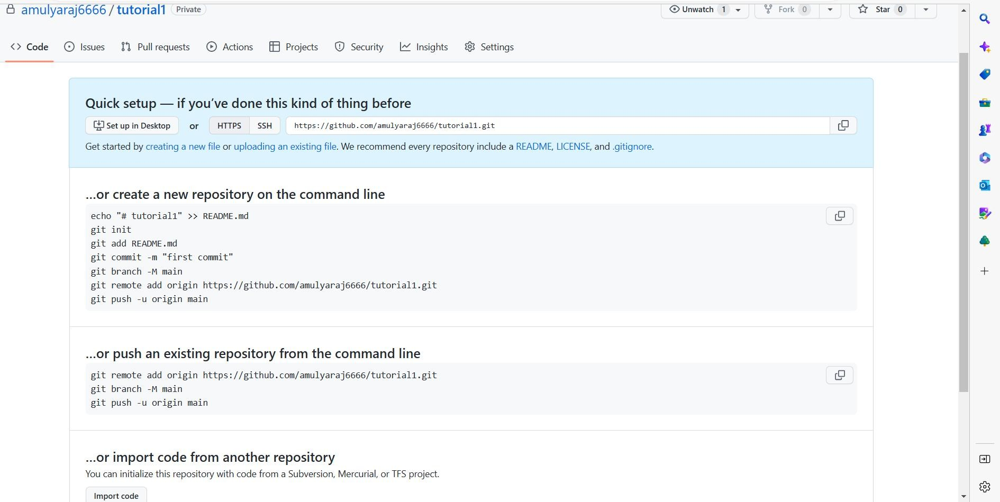 amulyaraj6666 / tutorial1 Private
Unwatch 1 Fork 0 Star 0
Code Issues Pull requests Actions Projects Security Insights Settings
Quick setup — if you’ve done this kind of thing before
Set up in Desktop or HTTPS SSH https://github.com/amulyaraj6666/tutorial1.git
Get started by creating a new file or uploading an existing file. We recommend every repository include a README, LICENSE, and .gitignore.
…or create a new repository on the command line
echo "# tutorial1" >> README.md
git init
git add README.md
git commit -m "first commit"
git branch -M main
git remote add origin https://github.com/amulyaraj6666/tutorial1.git
git push -u origin main
…or push an existing repository from the command line
git remote add origin https://github.com/amulyaraj6666/tutorial1.git
git branch -M main
git push -u origin main
…or import code from another repository
You can initialize this repository with code from a Subversion, Mercurial, or TFS project.
Import code